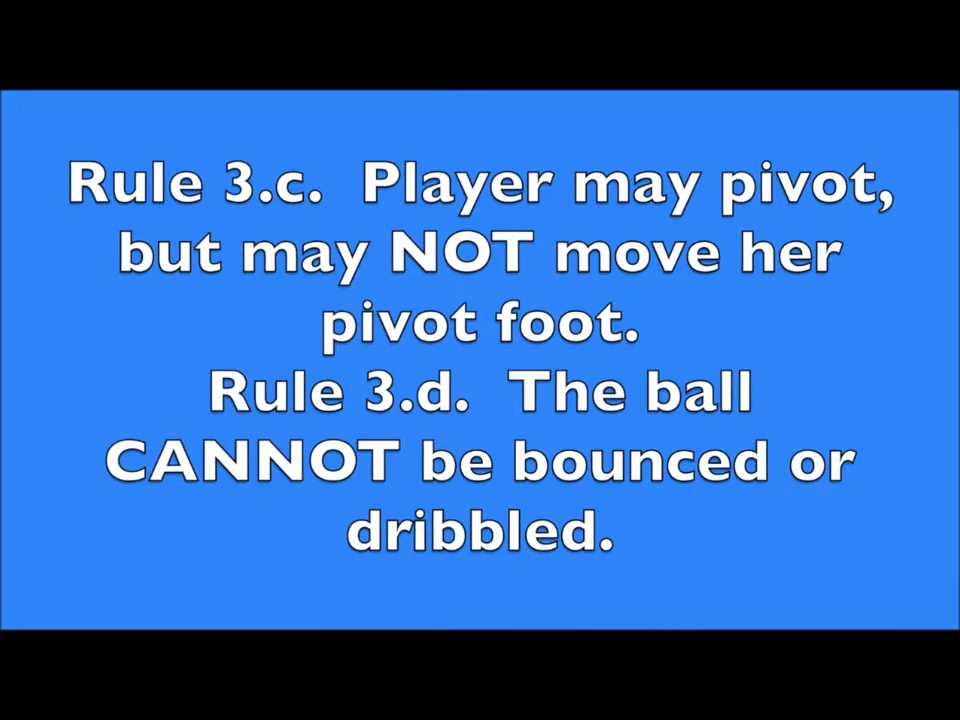 Rule 3.c.  Player may pivot,
but may NOT move her
pivot foot.
Rule 3.d.  The ball
CANNOT be bounced or
dribbled.